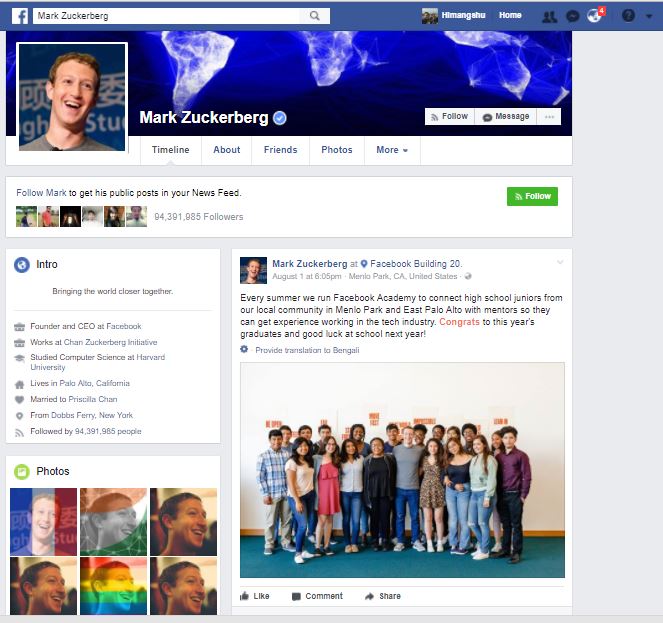 Mark Zuckerberg
Himangshu Home 4
Mark Zuckerberg
Follow Message
Timeline About Friends Photos More
Follow Mark to get his public posts in your News Feed.
Follow
94,391,985 Followers
Intro
Bringing the world closer together.
Founder and CEO at Facebook
Works at Chan Zuckerberg Initiative
Studied Computer Science at Harvard
University
Lives in Palo Alto, California
Married to Priscilla Chan
From Dobbs Ferry, New York
Followed by 94,391,985 people
Photos
Mark Zuckerberg at Facebook Building 20.
August 1 at 6:05pm · Menlo Park, CA, United States ·
Every summer we run Facebook Academy to connect high school juniors from
our local community in Menlo Park and East Palo Alto with mentors so they
can get experience working in the tech industry. Congrats to this year's
graduates and good luck at school next year!
· Provide translation to Bengali
BE OPEN
MOVE
FAST
Like Comment Share